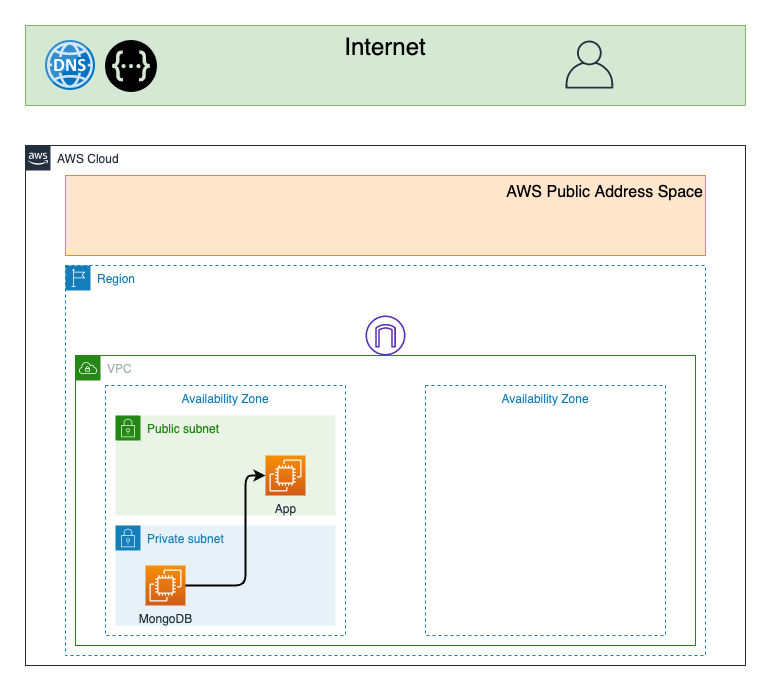 Internet
DNS
{···}
aws
AWS Cloud
AWS Public Address Space
Region
VPC
Availability Zone
Availability Zone
Public subnet
App
Private subnet
MongoDB